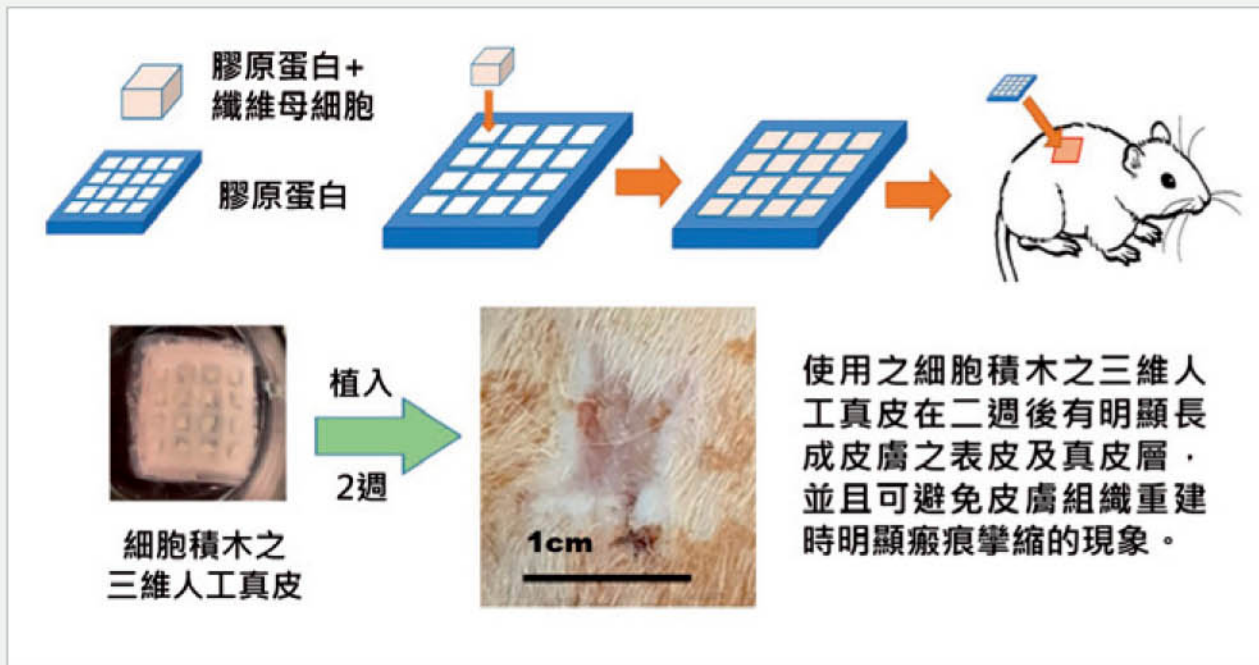 膠原蛋白+
纖維母細胞
膠原蛋白
植入
2週
細胞積木之
三維人工真皮
1cm
使用之細胞積木之三維人
工真皮在二週後有明顯長
成皮膚之表皮及真皮層，
並且可避免皮膚組織重建
時明顯瘢痕攣縮的現象。